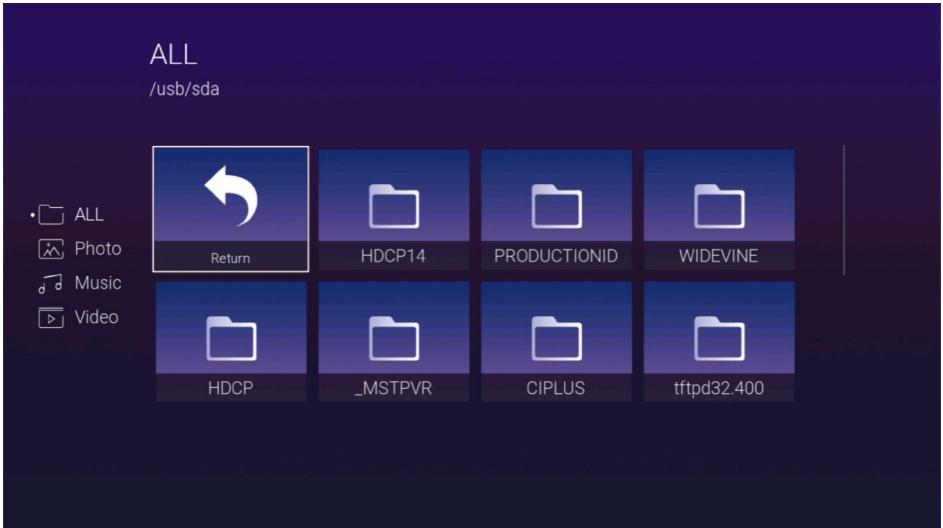 ALL
/usb/sda
ALL
Photo
Music
Video
Return
HDCP14
PRODUCTIONID
WIDEVINE
HDCP
_MSTPVR
CIPLUS
tftpd32.400